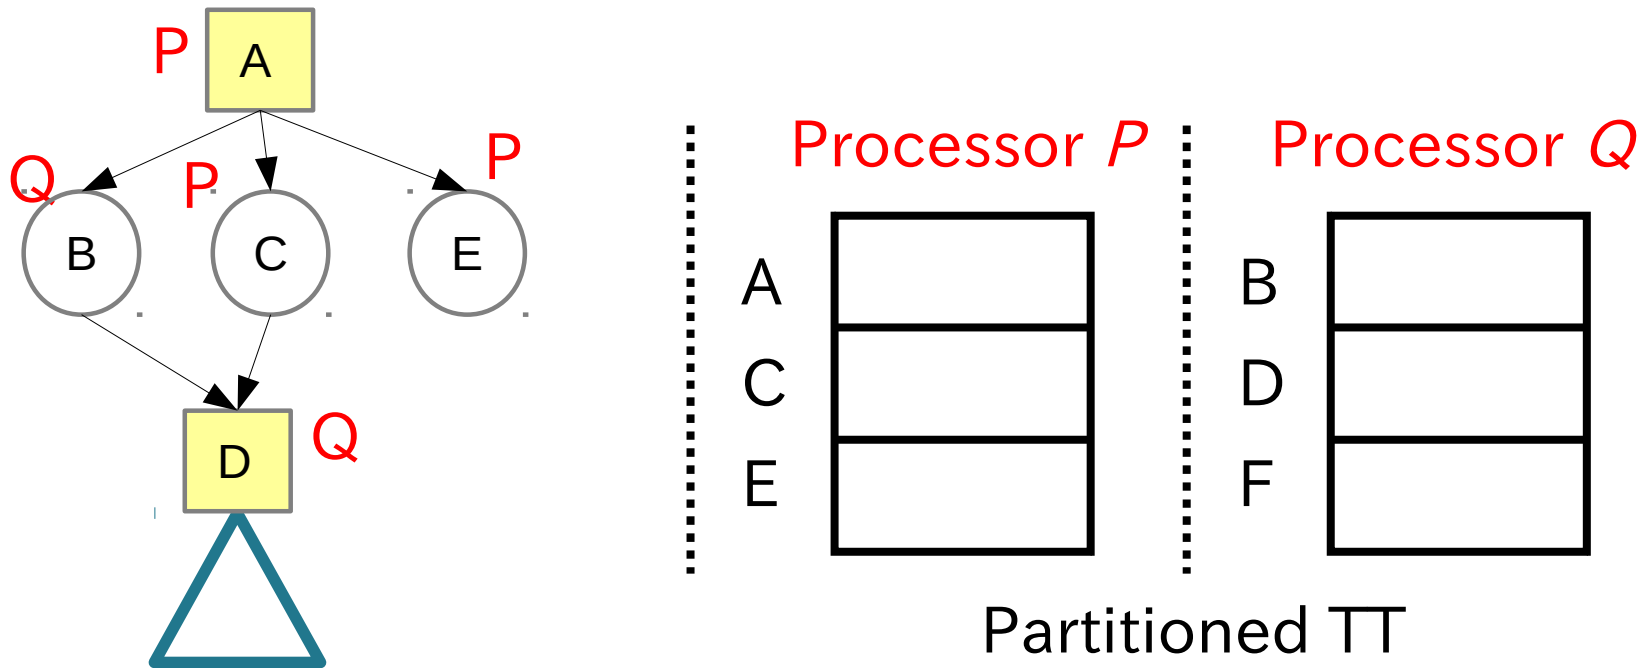 P
A
Q
P
P
B
C
E
D
Q
Processor P
A
C
E
Processor Q
B
D
F
Partitioned TT